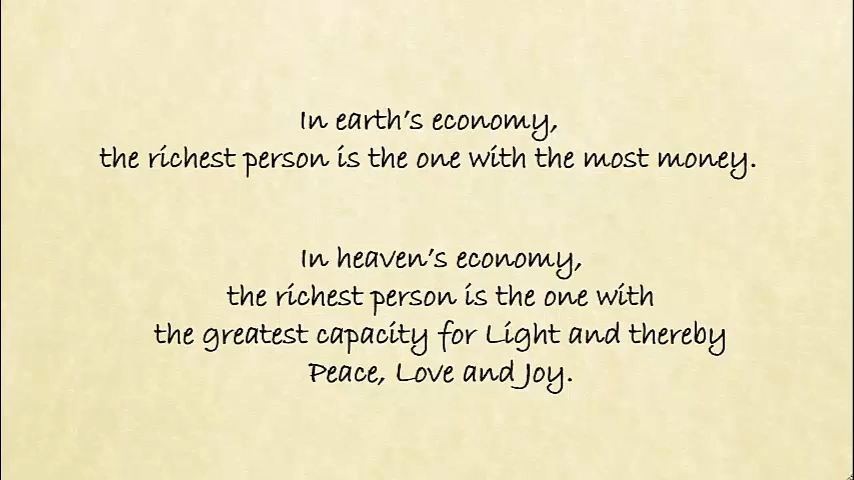 In earth's economy,
the richest person is the one with the most money.
In heaven's economy,
the richest person is the one with
the greatest capacity for Light and thereby
Peace, Love and Joy.